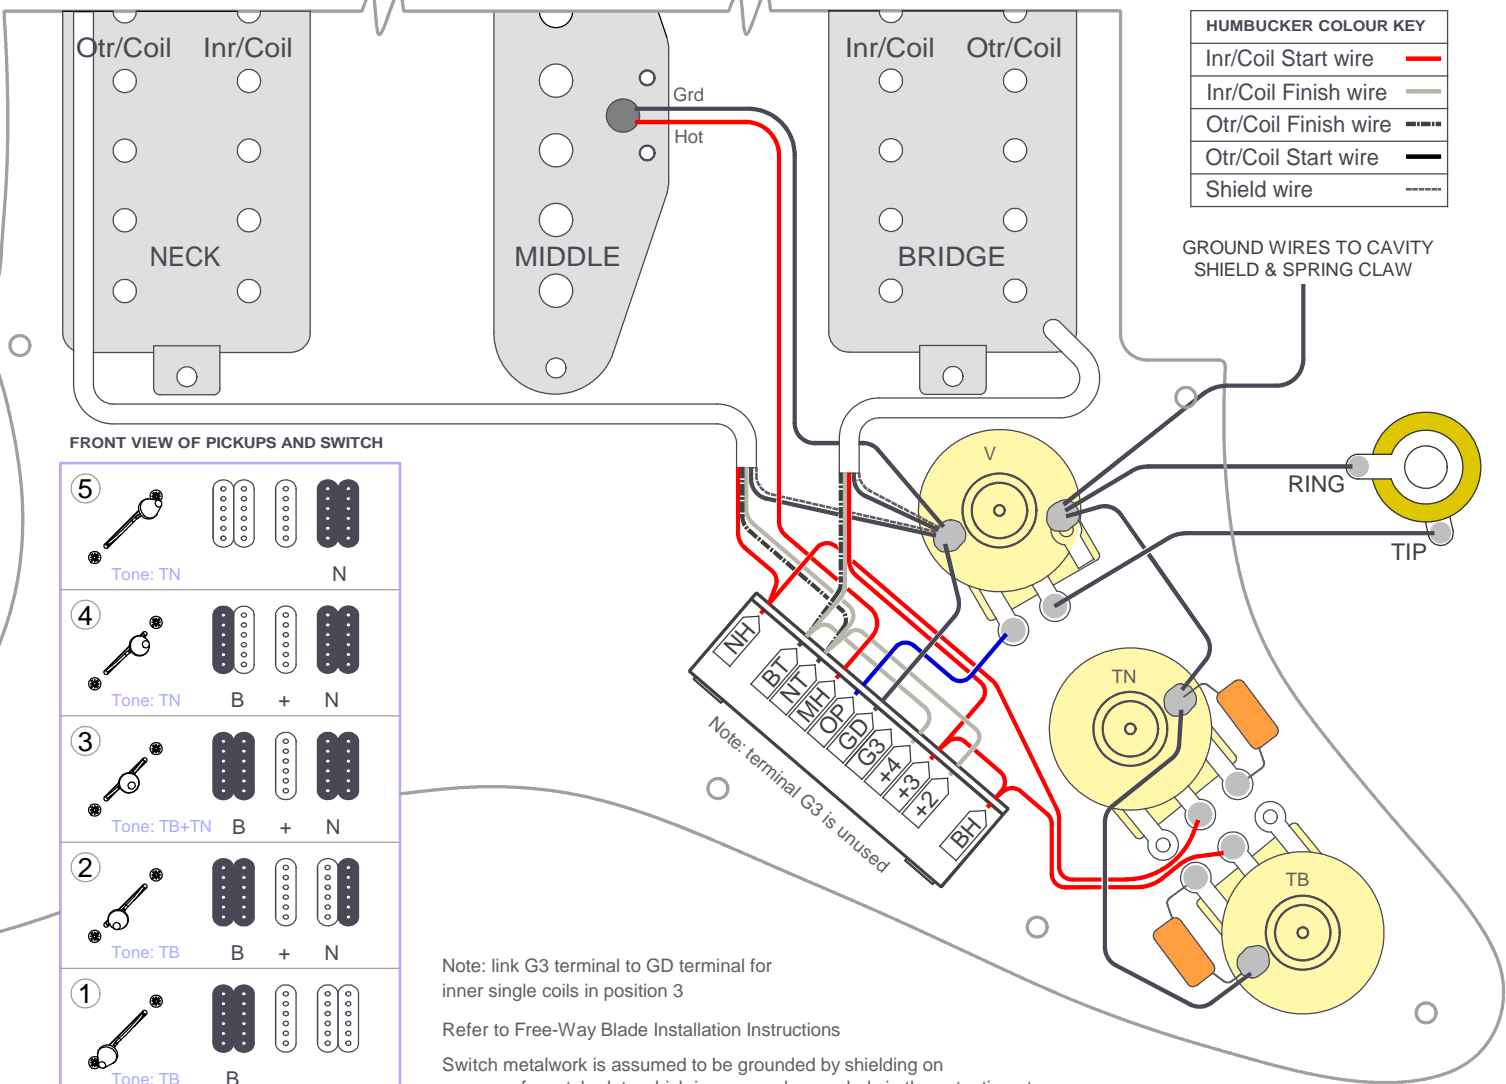 Otr/Coil Inr/Coil
NECK
MIDDLE
Grd
Hot
Inr/Coil Otr/Coil
BRIDGE
HUMBUCKER COLOUR KEY
Inr/Coil Start wire
Inr/Coil Finish wire
Otr/Coil Finish wire
Otr/Coil Start wire
Shield wire
GROUND WIRES TO CAVITY
SHIELD & SPRING CLAW
V
RING
TIP
TN
TB
NH
BT
NT
MH
OP
GD
G3
+4
+3
+2
BH
Note: terminal G3 is unused
FRONT VIEW OF PICKUPS AND SWITCH
5
Tone: TN
N
4
Tone: TN B + N
3
Tone: TB+TN B + N
2
Tone: TB B + N
1
Tone: TB B
Note: link G3 terminal to GD terminal for
inner single coils in position 3
Refer to Free-Way Blade Installation Instructions
Switch metalwork is assumed to be grounded by shielding on